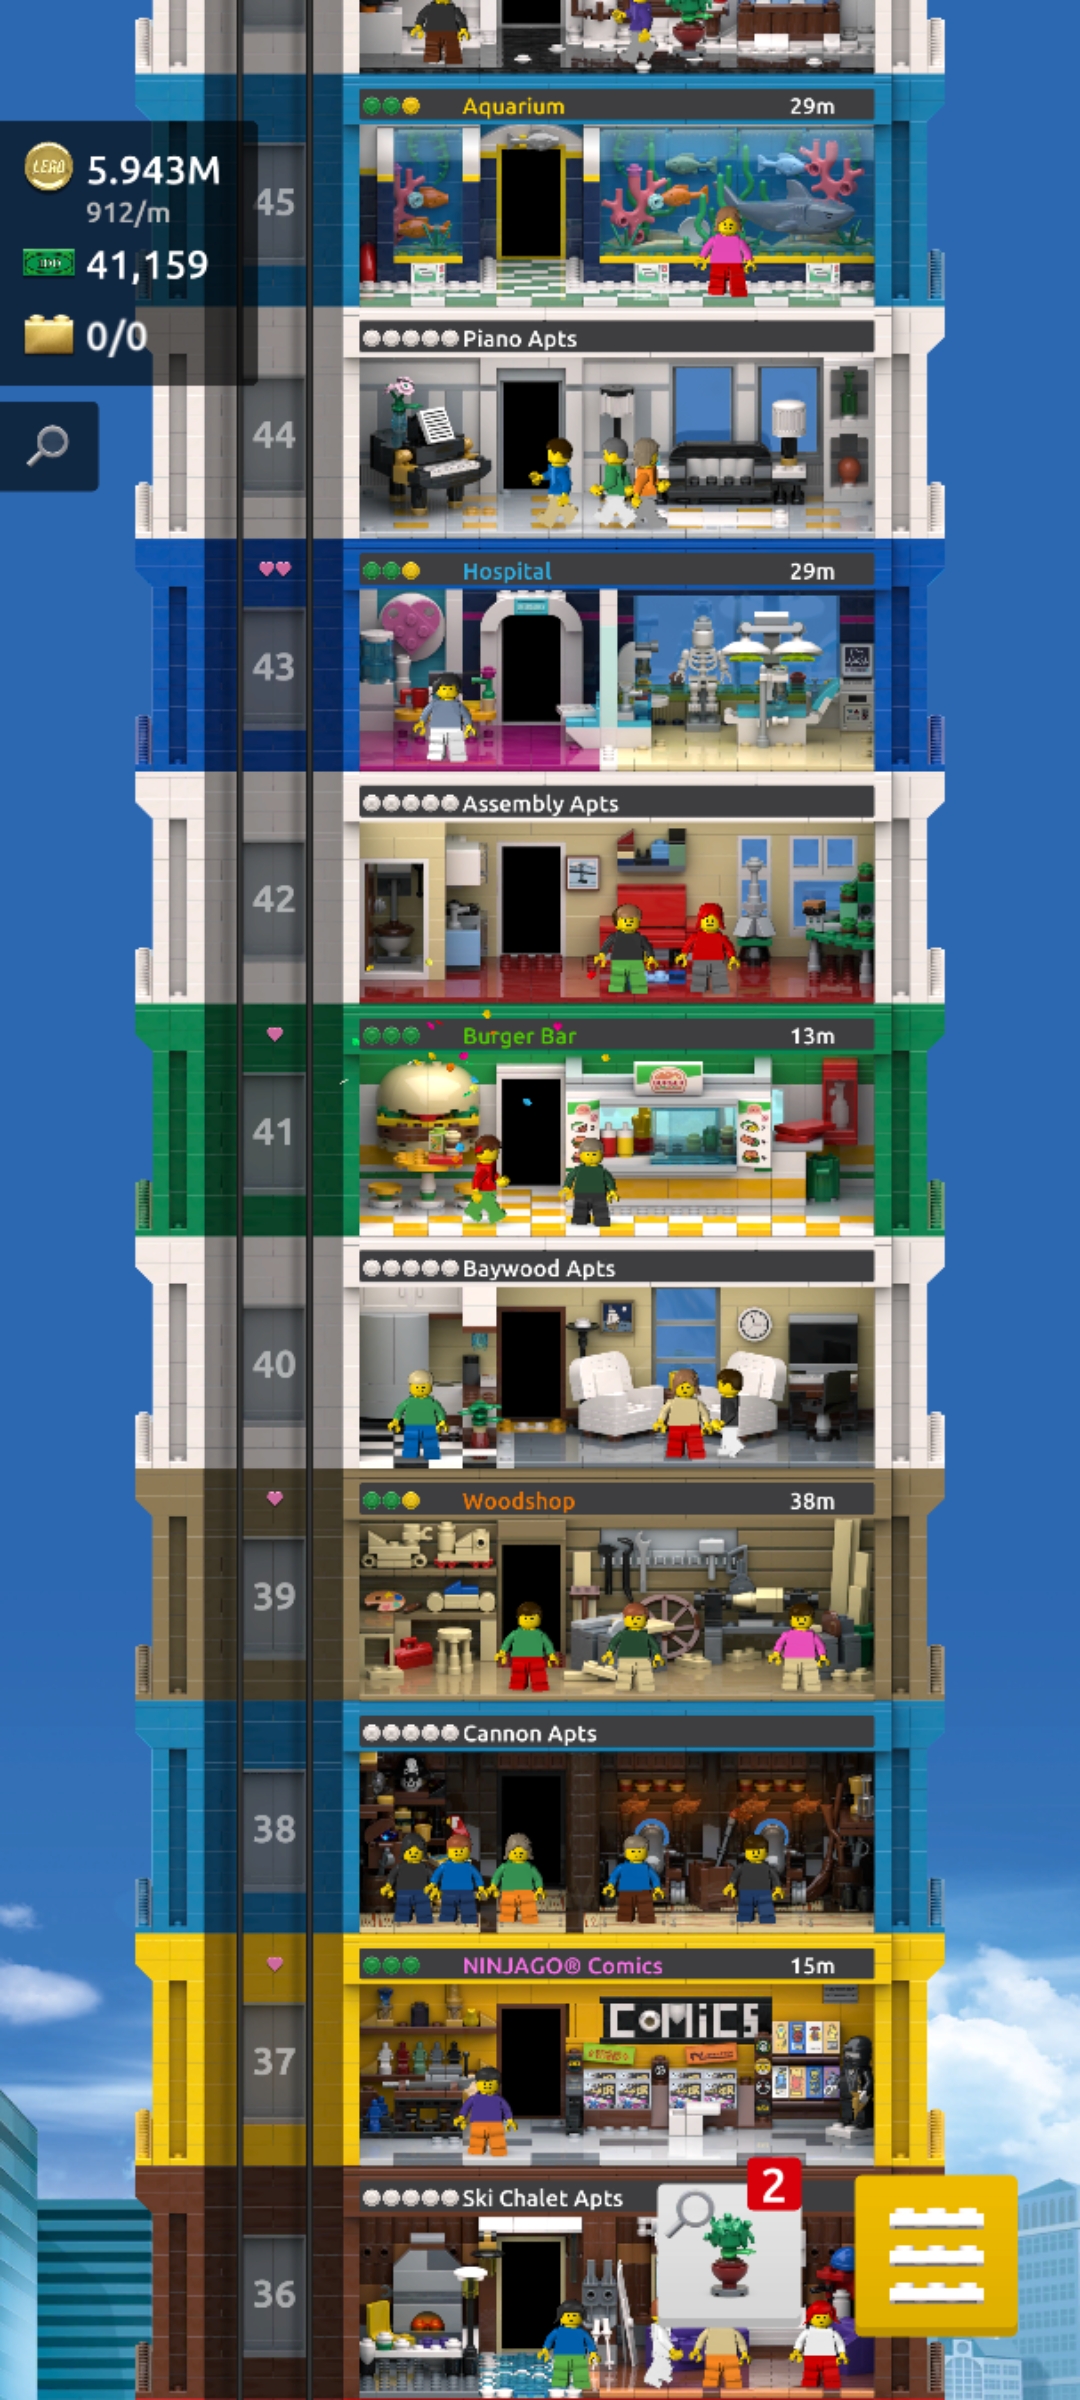 Aquarium 29m
LEGO 5.943M
912/m
45
41,159
0/0
Piano Apts
44
Hospital 29m
43
Assembly Apts
42
Burger Bar 13m
BURGER
41
Baywood Apts
40
Woodshop 38m
39
Cannon Apts
38
NINJAGO® Comics 15m
COMiCS
37
2
Ski Chalet Apts
36